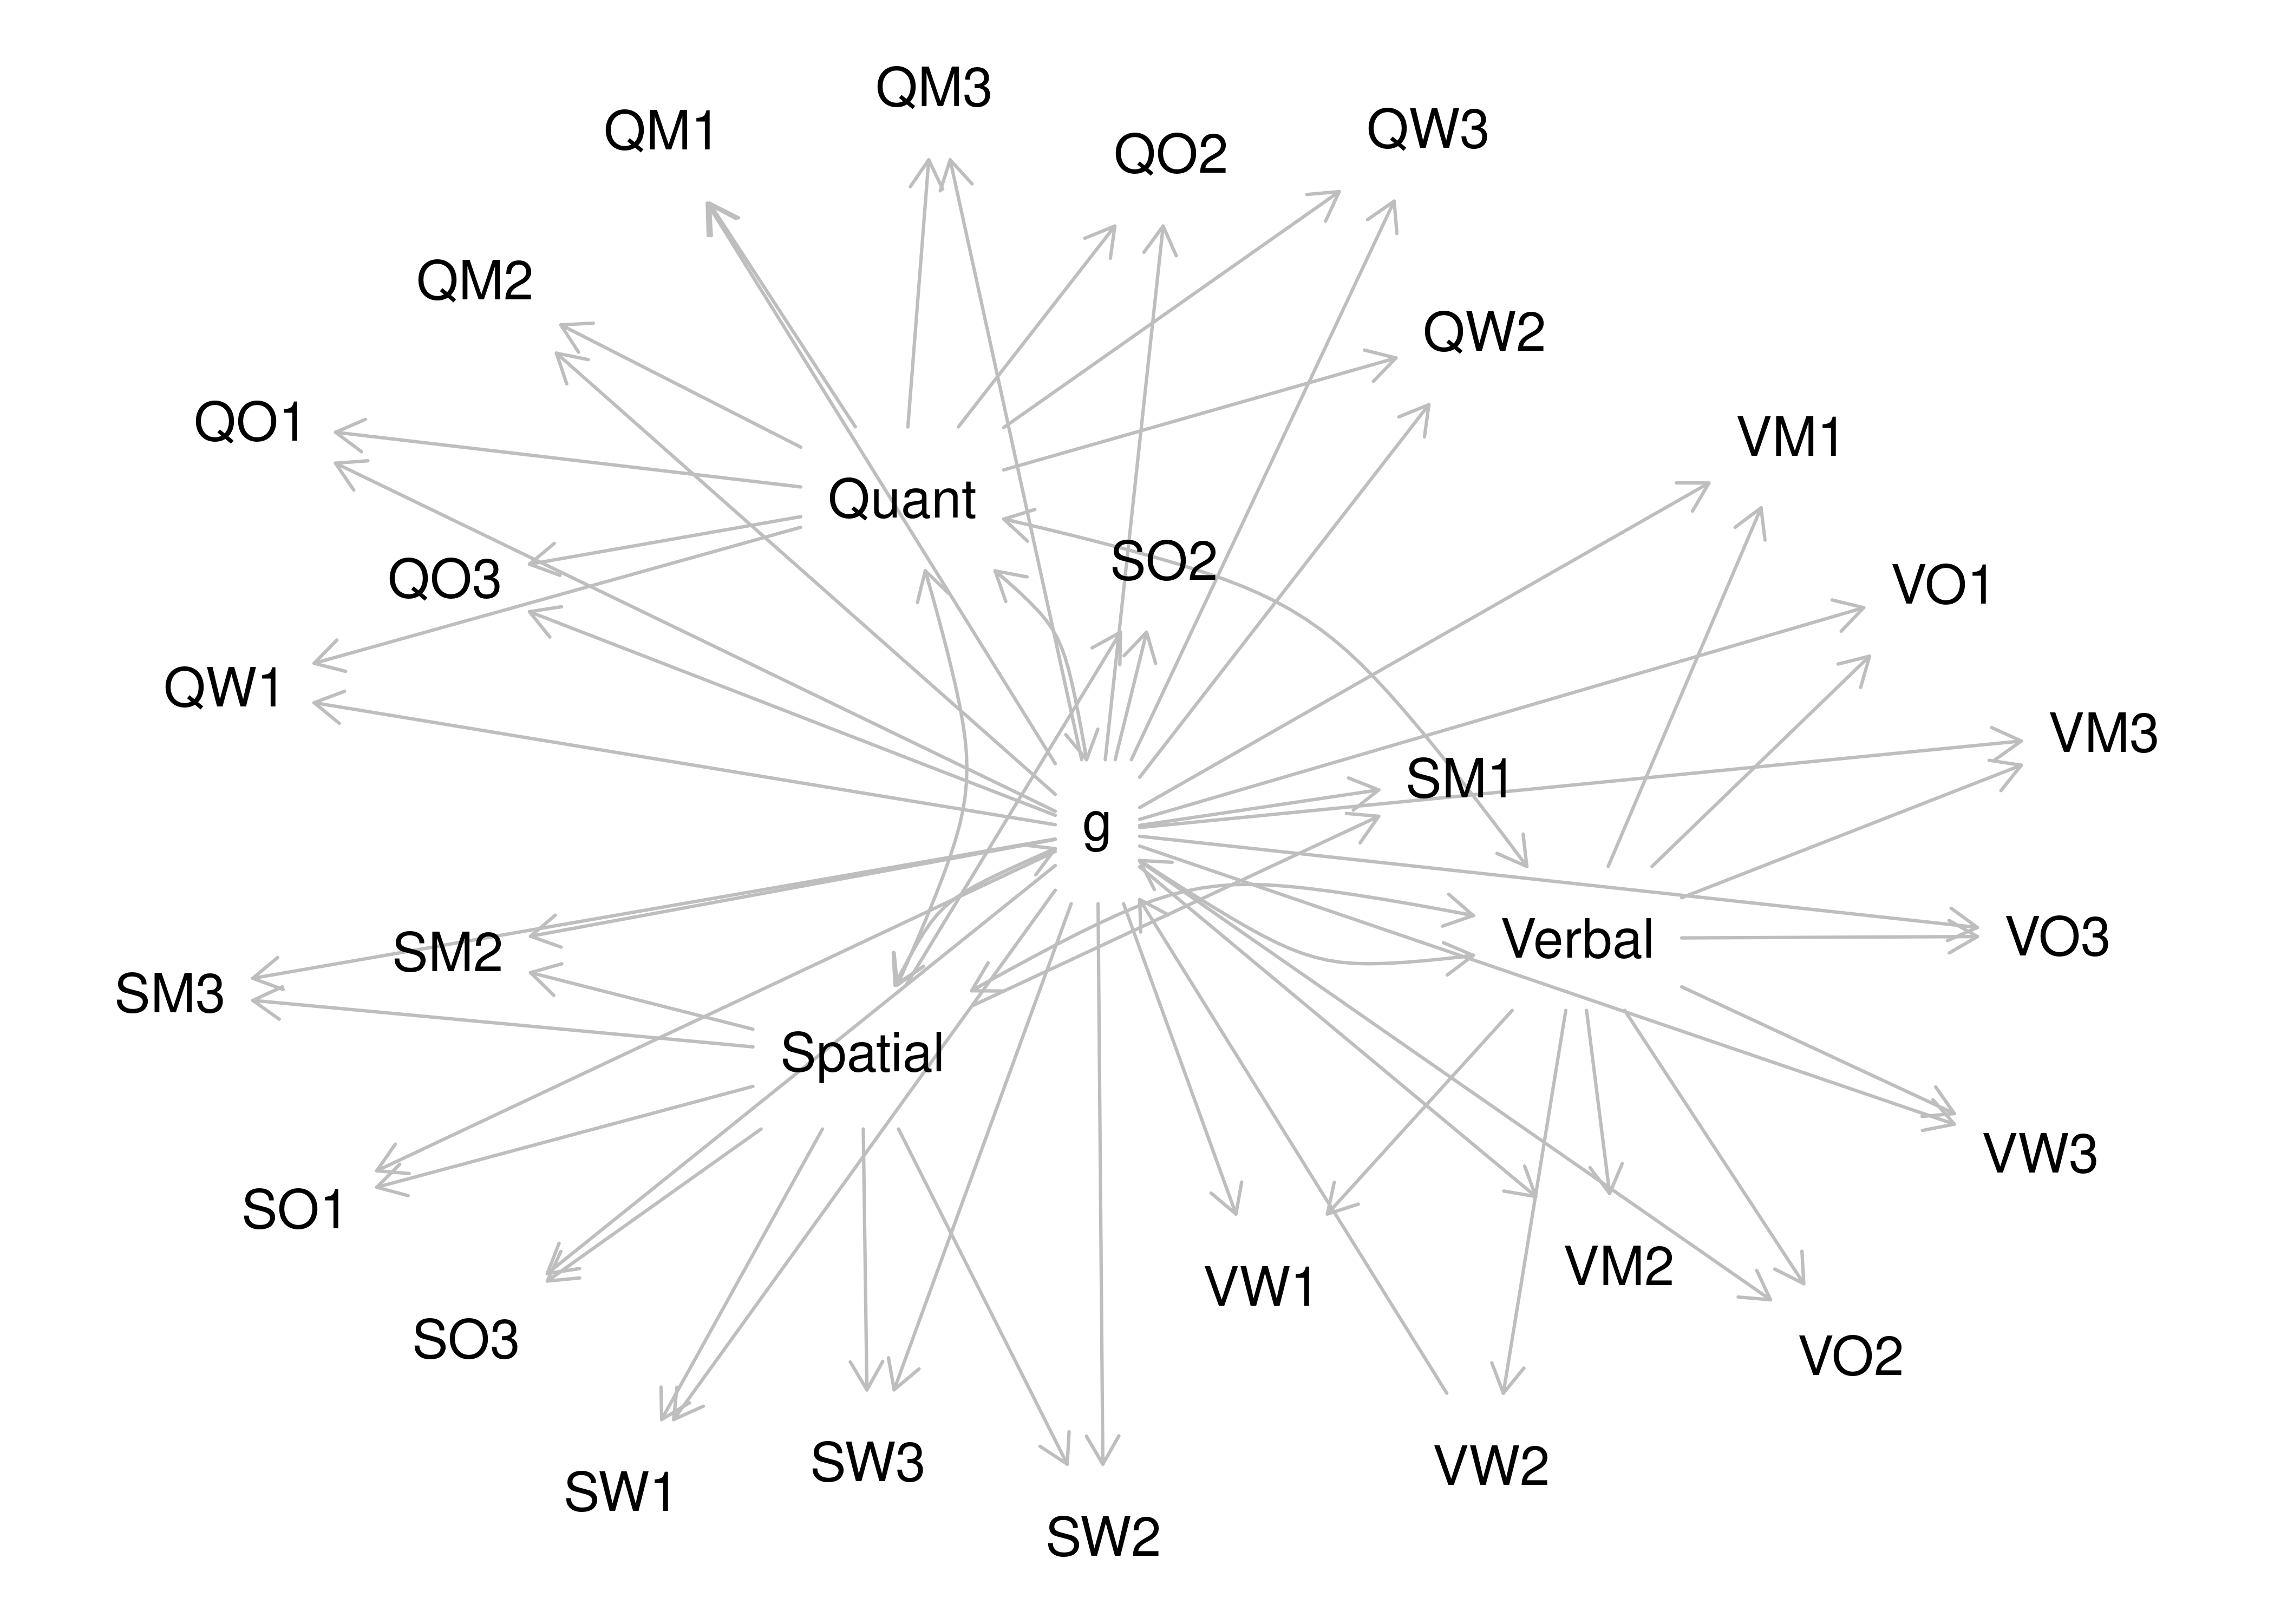 QM3
QM1
QW3
QO2
QM2
QW2
QO1
VM1
Quant
SO2
QO3
VO1
QW1
VM3
SM1
g
VO3
Verbal
SM2
SM3
Spatial
VW3
SO1
VM2
VW1
SO3
VO2
SW3
VW2
SW1
SW2